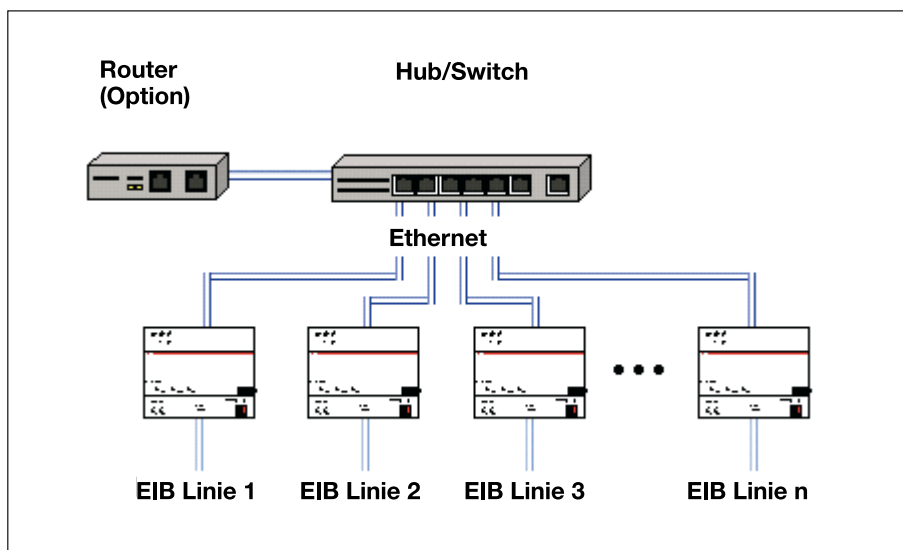 Router
(Option)
Hub/Switch
Ethernet
EIB Linie 1
EIB Linie 2
EIB Linie 3
EIB Linie n